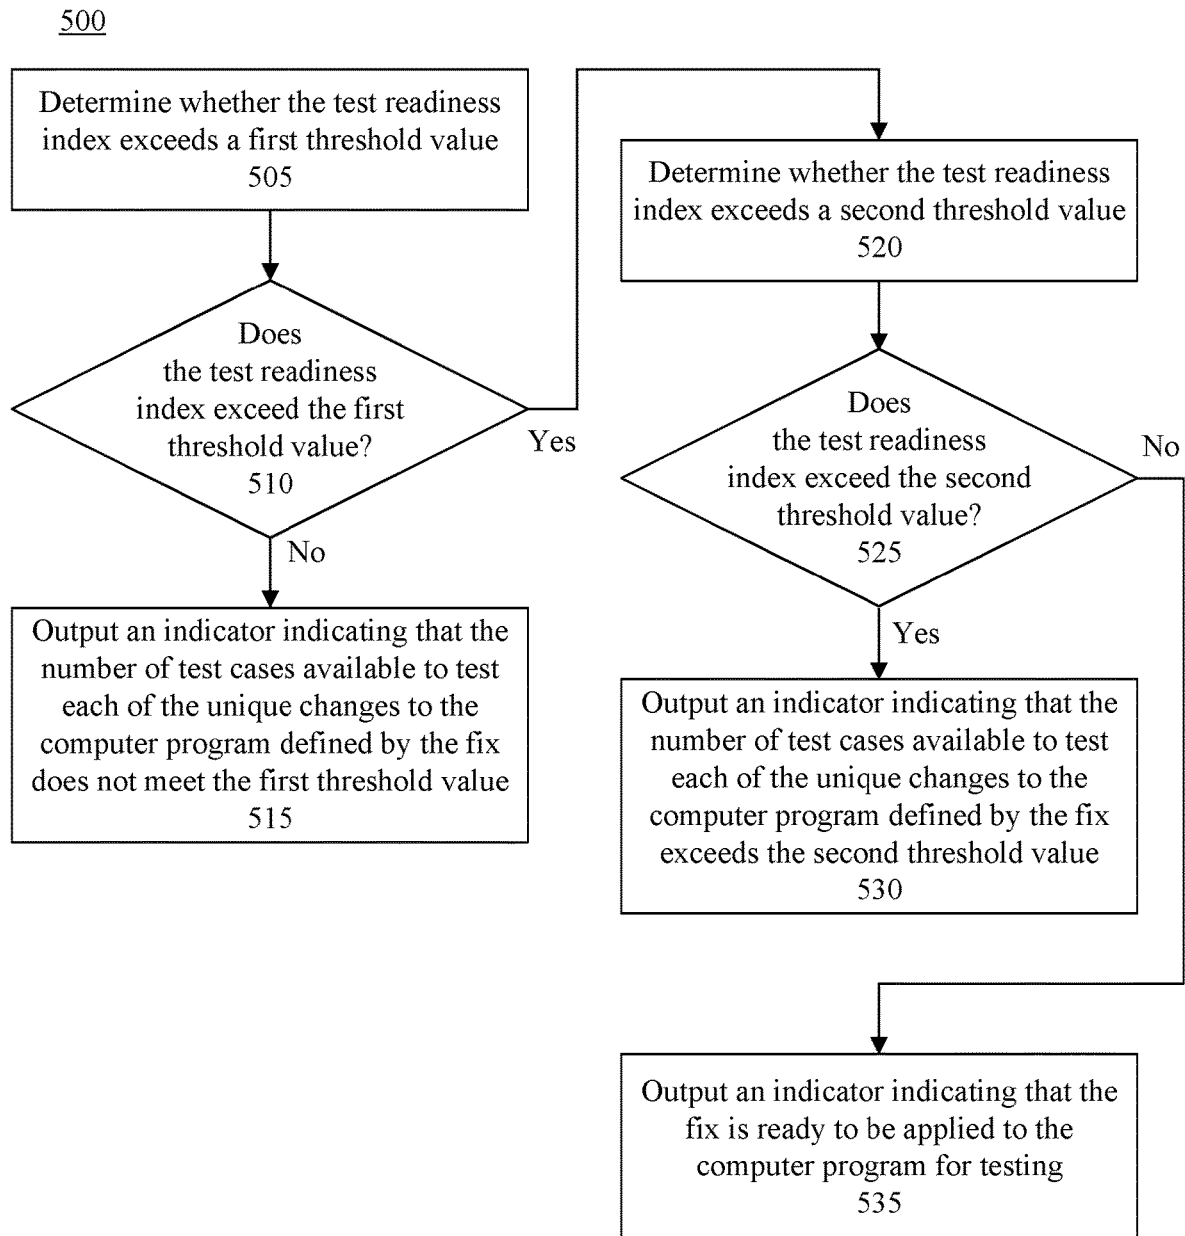 500
Determine whether the test readiness
index exceeds a first threshold value
505
Does
the test readiness
index exceed the first
threshold value?
510
Yes
No
Output an indicator indicating that the
number of test cases available to test
each of the unique changes to the
computer program defined by the fix
does not meet the first threshold value
515
Determine whether the test readiness
index exceeds a second threshold value
520
Does
the test readiness
index exceed the second
threshold value?
525
No
Yes
Output an indicator indicating that the
number of test cases available to test
each of the unique changes to the
computer program defined by the fix
exceeds the second threshold value
530
Output an indicator indicating that the
fix is ready to be applied to the
computer program for testing
535